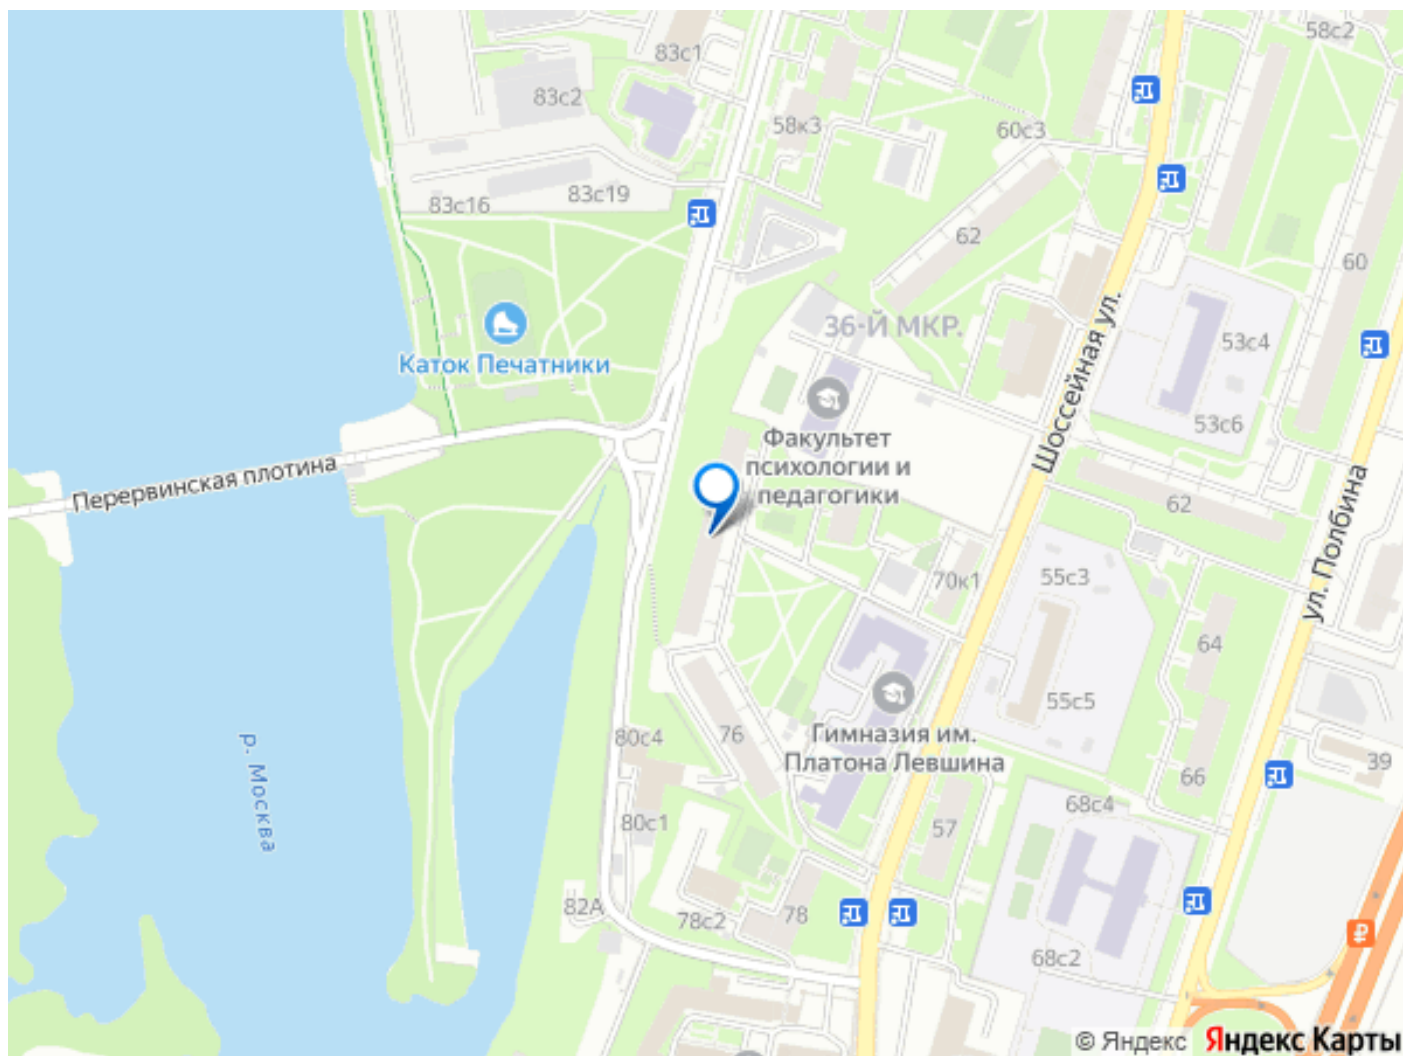 58с2
83с1
83с2
58к3
60с3
83с19
83с16
62
60
36-Й МКР.
Шоссейная ул.
53с4
Каток Печатники
53с6
Факультет
психологии и
педагогики
Перервинская плотина
62
ул. Полбина
70к1
55с3
64
55с5
76
80с4
Гимназия им.
Платона Левшина
р. Москва
66
39
68с4
80с1
57
82А
78с2
78
68с2
© Яндекс Яндекс Карты